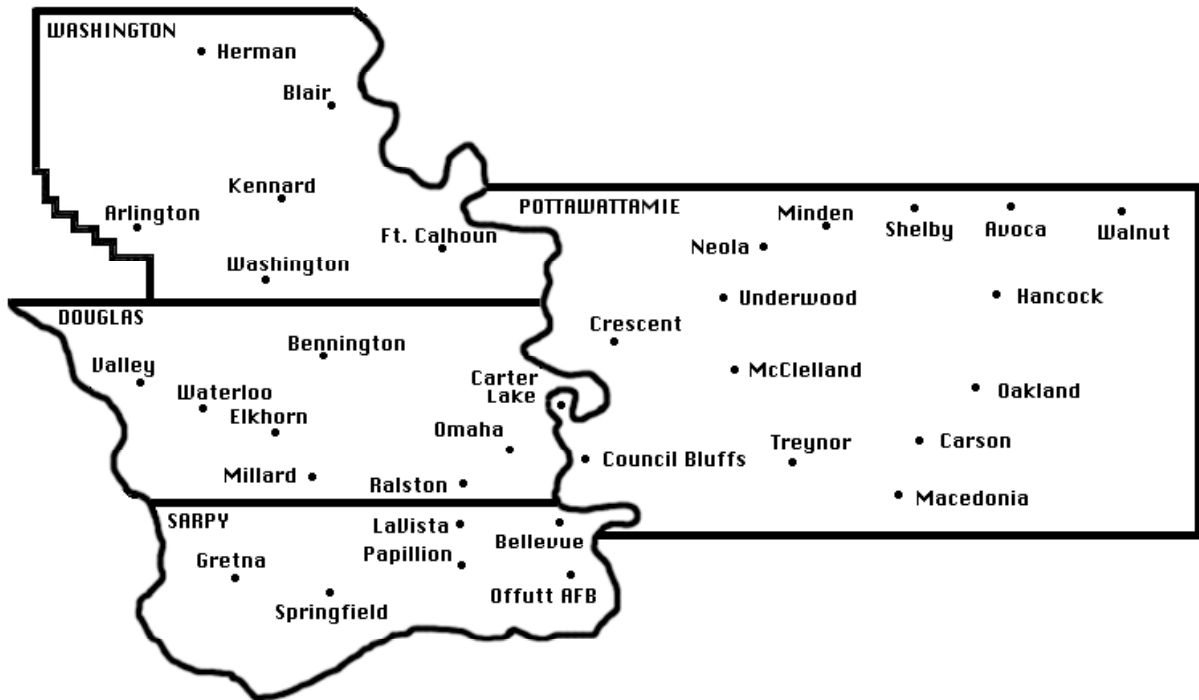 WASHINGTON
Herman
Blair
Kennard
Arlington
Ft. Calhoun
Washington
POTTAWATTAMIE
Minden
Shelby
Avoca
Walnut
Neola
Underwood
Hancock
Crescent
McClelland
Oakland
Carson
Treynor
Council Bluffs
Macedonia
DOUGLAS
Bennington
Valley
Waterloo
Elkhorn
Carter
Lake
Omaha
Millard
Ralston
SARPY
LaVista
Papillion
Bellevue
Gretna
Springfield
Offutt AFB